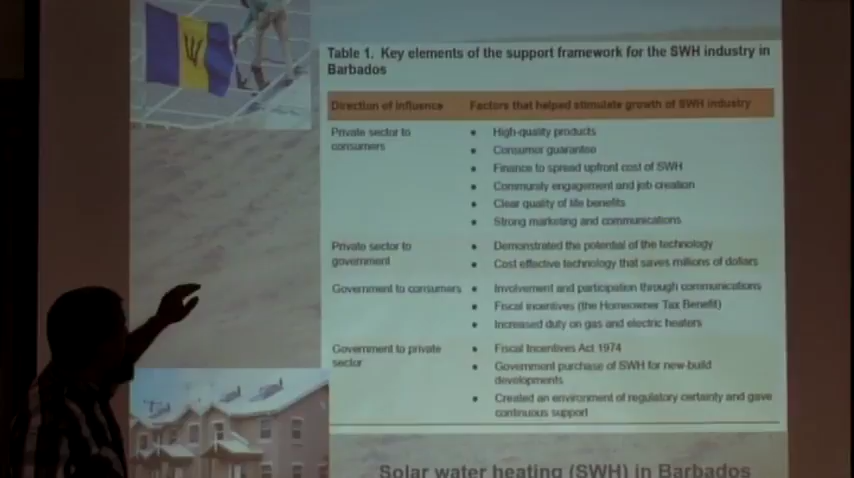 Table 1. Key elements of the support framework for the SWH industry in
Barbados
Direction of Influence Factors that helped stimulate growth of SWH industry
Private sector to
consumers
• High-quality products
• Consumer guarantee
• Finance to spread upfront cost of SWH
• Community engagement and job creation
• Clear quality of life benefits
• Strong marketing and communications
Private sector to
government
• Demonstrated the potential of the technology
• Cost effective technology that saves millions of dollars
Government to consumers
• Involvement and participation through communications
• Fiscal incentives (the Homeowner Tax Benefit)
• Increased duty on gas and electric heaters
Government to private
sector
• Fiscal Incentives Act 1974
• Government purchase of SWH for new-build
developments
• Created an environment of regulatory certainty and gave
continuous support
Solar water heating (SWH) in Barbados